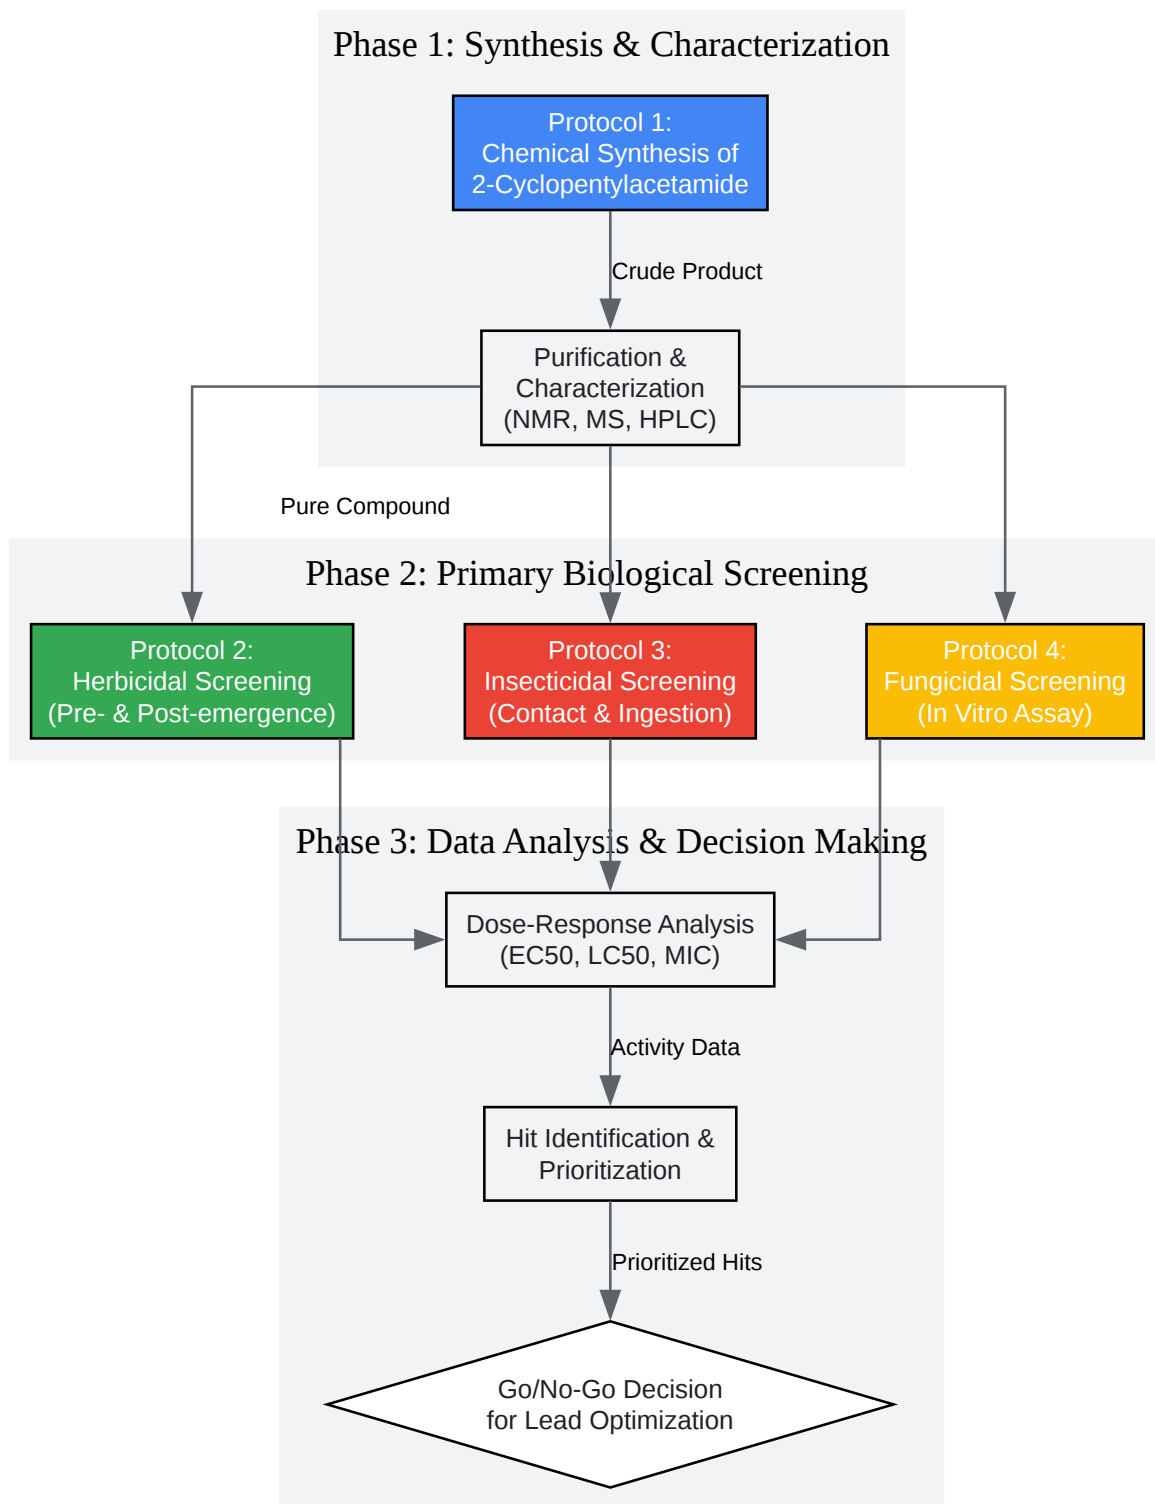 Phase 1: Synthesis & Characterization
Protocol 1:
Chemical Synthesis of
2-Cyclopentylacetamide
Crude Product
Purification &
Characterization
(NMR, MS, HPLC)
Pure Compound
Phase 2: Primary Biological Screening
Protocol 2:
Herbicidal Screening
(Pre- & Post-emergence)
Protocol 3:
Insecticidal Screening
(Contact & Ingestion)
Protocol 4:
Fungicidal Screening
(In Vitro Assay)
Phase 3: Data Analysis & Decision Making
Dose-Response Analysis
(EC50, LC50, MIC)
Activity Data
Hit Identification &
Prioritization
Prioritized Hits
Go/No-Go Decision
for Lead Optimization